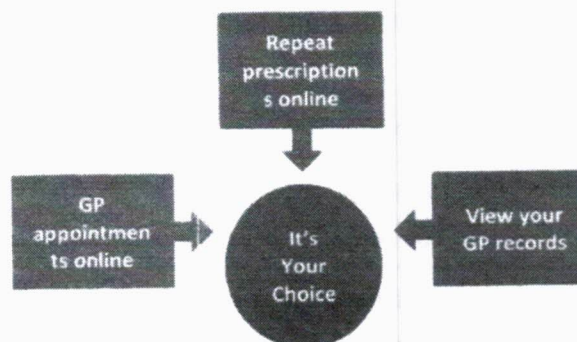 Repeat
prescription
s online
GP
appointmen
ts online
It's
Your
Choice
View your
GP records